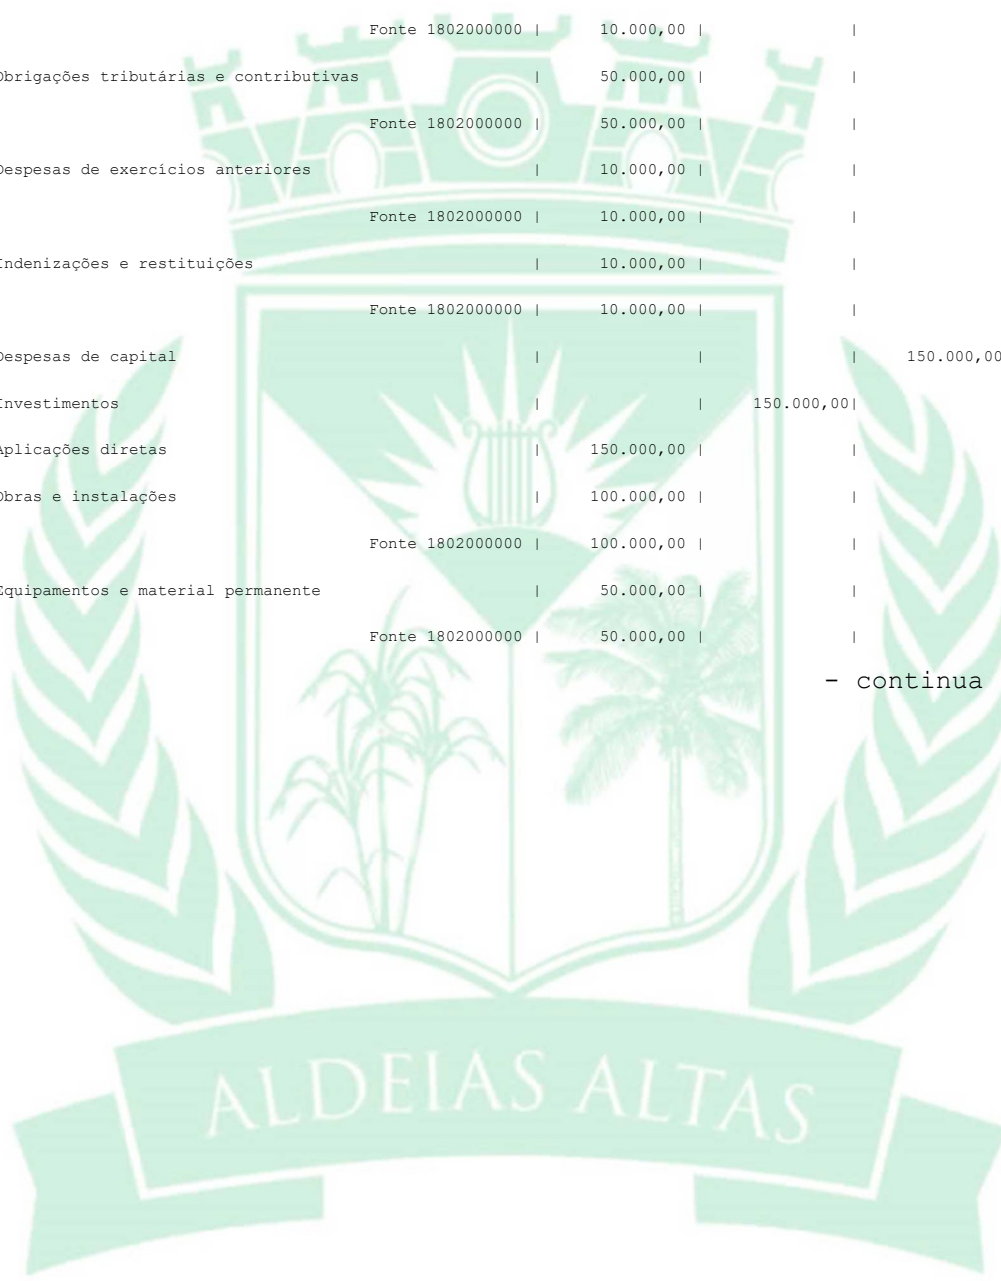 Fonte 1802000000 | 10.000,00 | |
Obrigações tributárias e contributivas | 50.000,00 | |
Fonte 1802000000 | 50.000,00 | |
Despesas de exercícios anteriores | 10.000,00 | |
Fonte 1802000000 | 10.000,00 | |
Indenizações e restituições | 10.000,00 | |
Fonte 1802000000 | 10.000,00 | |
Despesas de capital | | | 150.000,00
Investimentos | | 150.000,00|
Aplicações diretas | 150.000,00 | |
Obras e instalações | 100.000,00 | |
Fonte 1802000000 | 100.000,00 | |
Equipamentos e material permanente | 50.000,00 | |
Fonte 1802000000 | 50.000,00 | |
- continua
ALDEIAS ALTAS